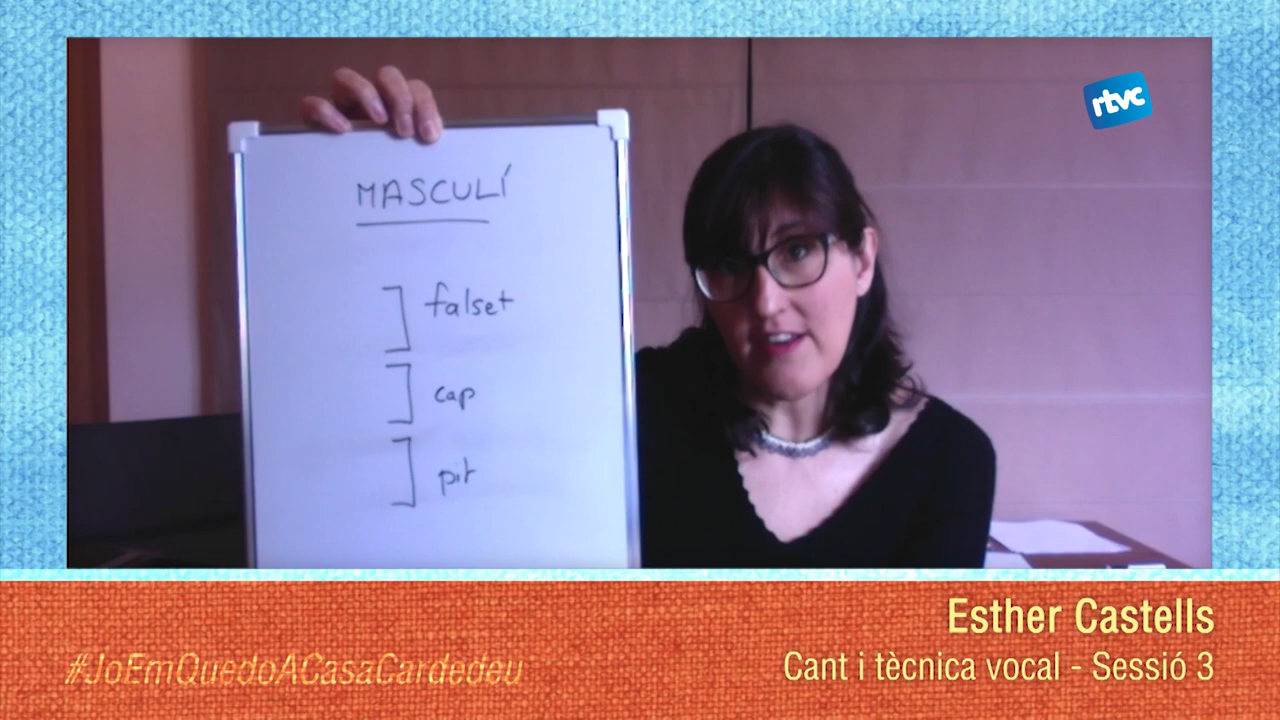 rtvc
MASCULÍ
falset
cap
pit
Esther Castells
#JoEmQuedoACasaCardedeu
Cant i tècnica vocal - Sessió 3